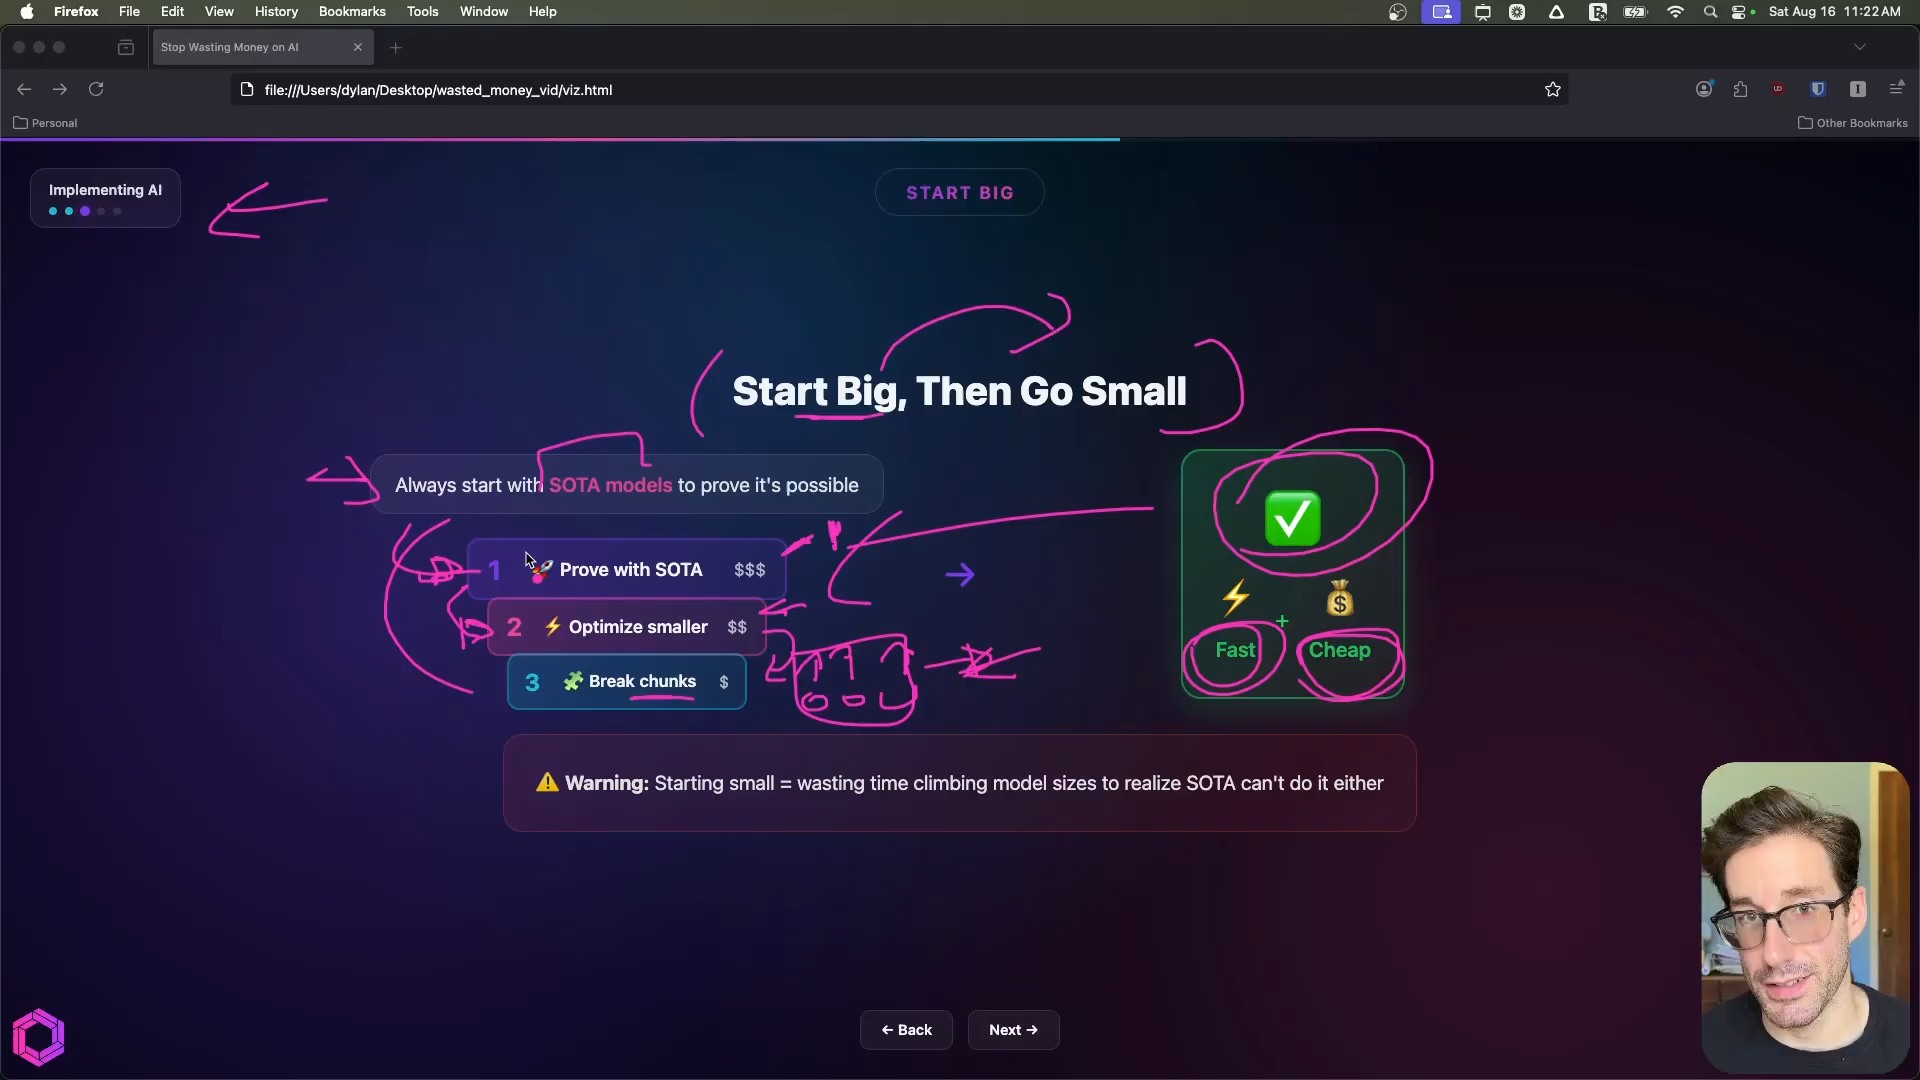 Firefox File Edit View History Bookmarks Tools Window Help Sat Aug 16 11:22 AM
Stop Wasting Money on AI
file:///Users/dylan/Desktop/wasted_money_vid/viz.html
Personal Other Bookmarks
Implementing AI
START BIG
Start Big, Then Go Small
Always start with SOTA models to prove it's possible
1 Prove with SOTA $$$
2 Optimize smaller $$
3 Break chunks $
+
Fast Cheap
Warning: Starting small = wasting time climbing model sizes to realize SOTA can't do it either
← Back Next →